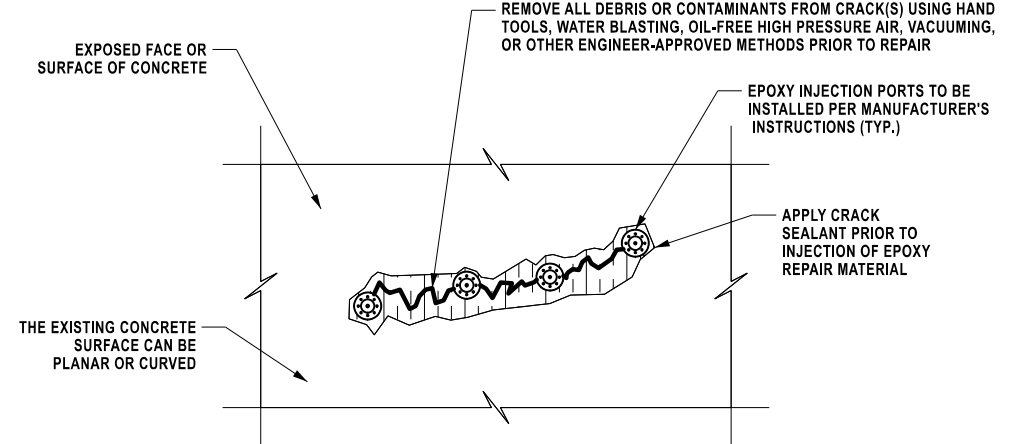 REMOVE ALL DEBRIS OR CONTAMINANTS FROM CRACK(S) USING HAND
TOOLS, WATER BLASTING, OIL-FREE HIGH PRESSURE AIR, VACUUMING,
OR OTHER ENGINEER-APPROVED METHODS PRIOR TO REPAIR
EXPOSED FACE OR
SURFACE OF CONCRETE
EPOXY INJECTION PORTS TO BE
INSTALLED PER MANUFACTURER'S
INSTRUCTIONS (TYP.)
APPLY CRACK
SEALANT PRIOR TO
INJECTION OF EPOXY
REPAIR MATERIAL
THE EXISTING CONCRETE
SURFACE CAN BE
PLANAR OR CURVED